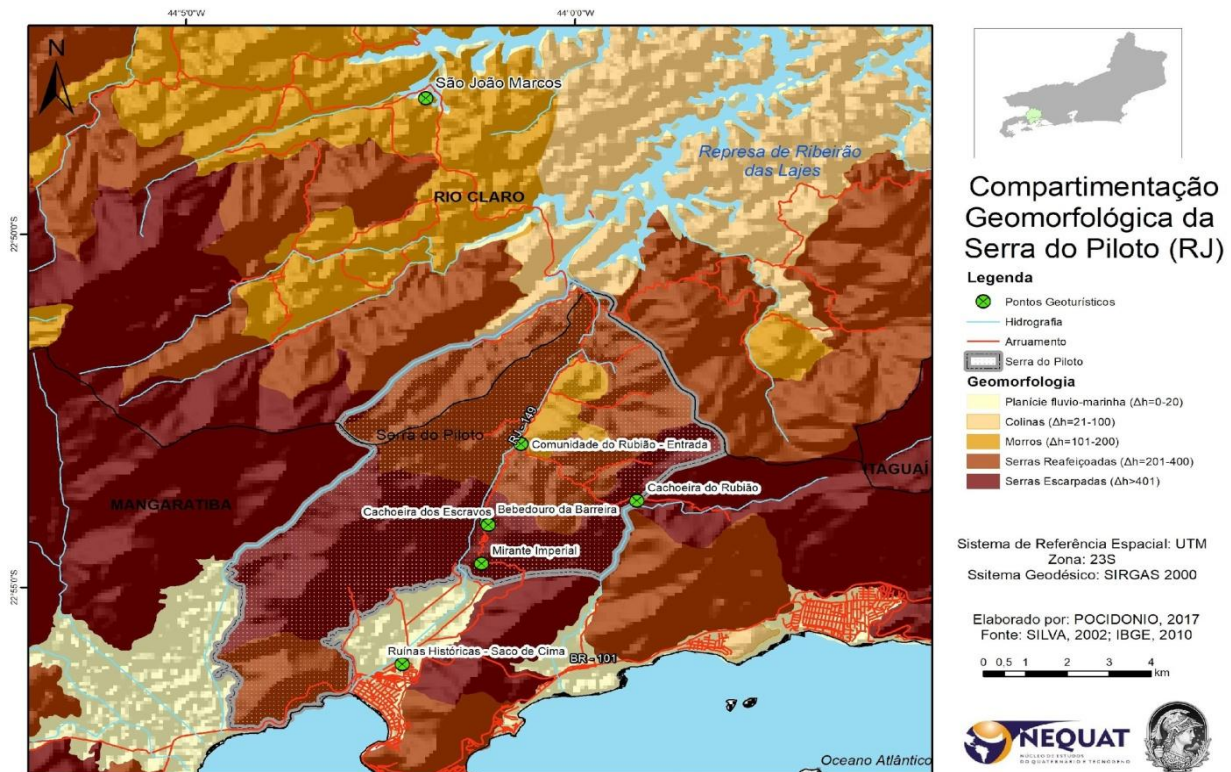 44°5'0"W
44°0'0"W
N
São João Marcos
Represa de Ribeirão
das Lajes
RIO CLARO
22°50'0"S
Serra do Piloto
RJ - 149
Comunidade do Rubião - Entrada
ITAGUAÍ
MANGARATIBA
Cachoeira do Rubião
Cachoeira dos Escravos
Bebedouro da Barreira
Mirante Imperial
22°55'0"S
Ruínas Históricas - Saco de Cima
BR - 101
Oceano Atlântico
Compartimentação
Geomorfológica da
Serra do Piloto (RJ)
Legenda
Pontos Geoturísticos
Hidrografia
Arruamento
Serra do Piloto
Geomorfologia
Planície fluvio-marinha (Δh=0-20)
Colinas (Δh=21-100)
Morros (Δh=101-200)
Serras Reafeiçoadas (Δh=201-400)
Serras Escarpadas (Δh>401)
Sistema de Referência Espacial: UTM
Zona: 23S
Ssitema Geodésico: SIRGAS 2000
Elaborado por: POCIDONIO, 2017
Fonte: SILVA, 2002; IBGE, 2010
0 0,5 1 2 3 4
km
NEQUAT
NÚCLEO DE ESTUDOS
DO QUATERNÁRIO E TECNÓGENO